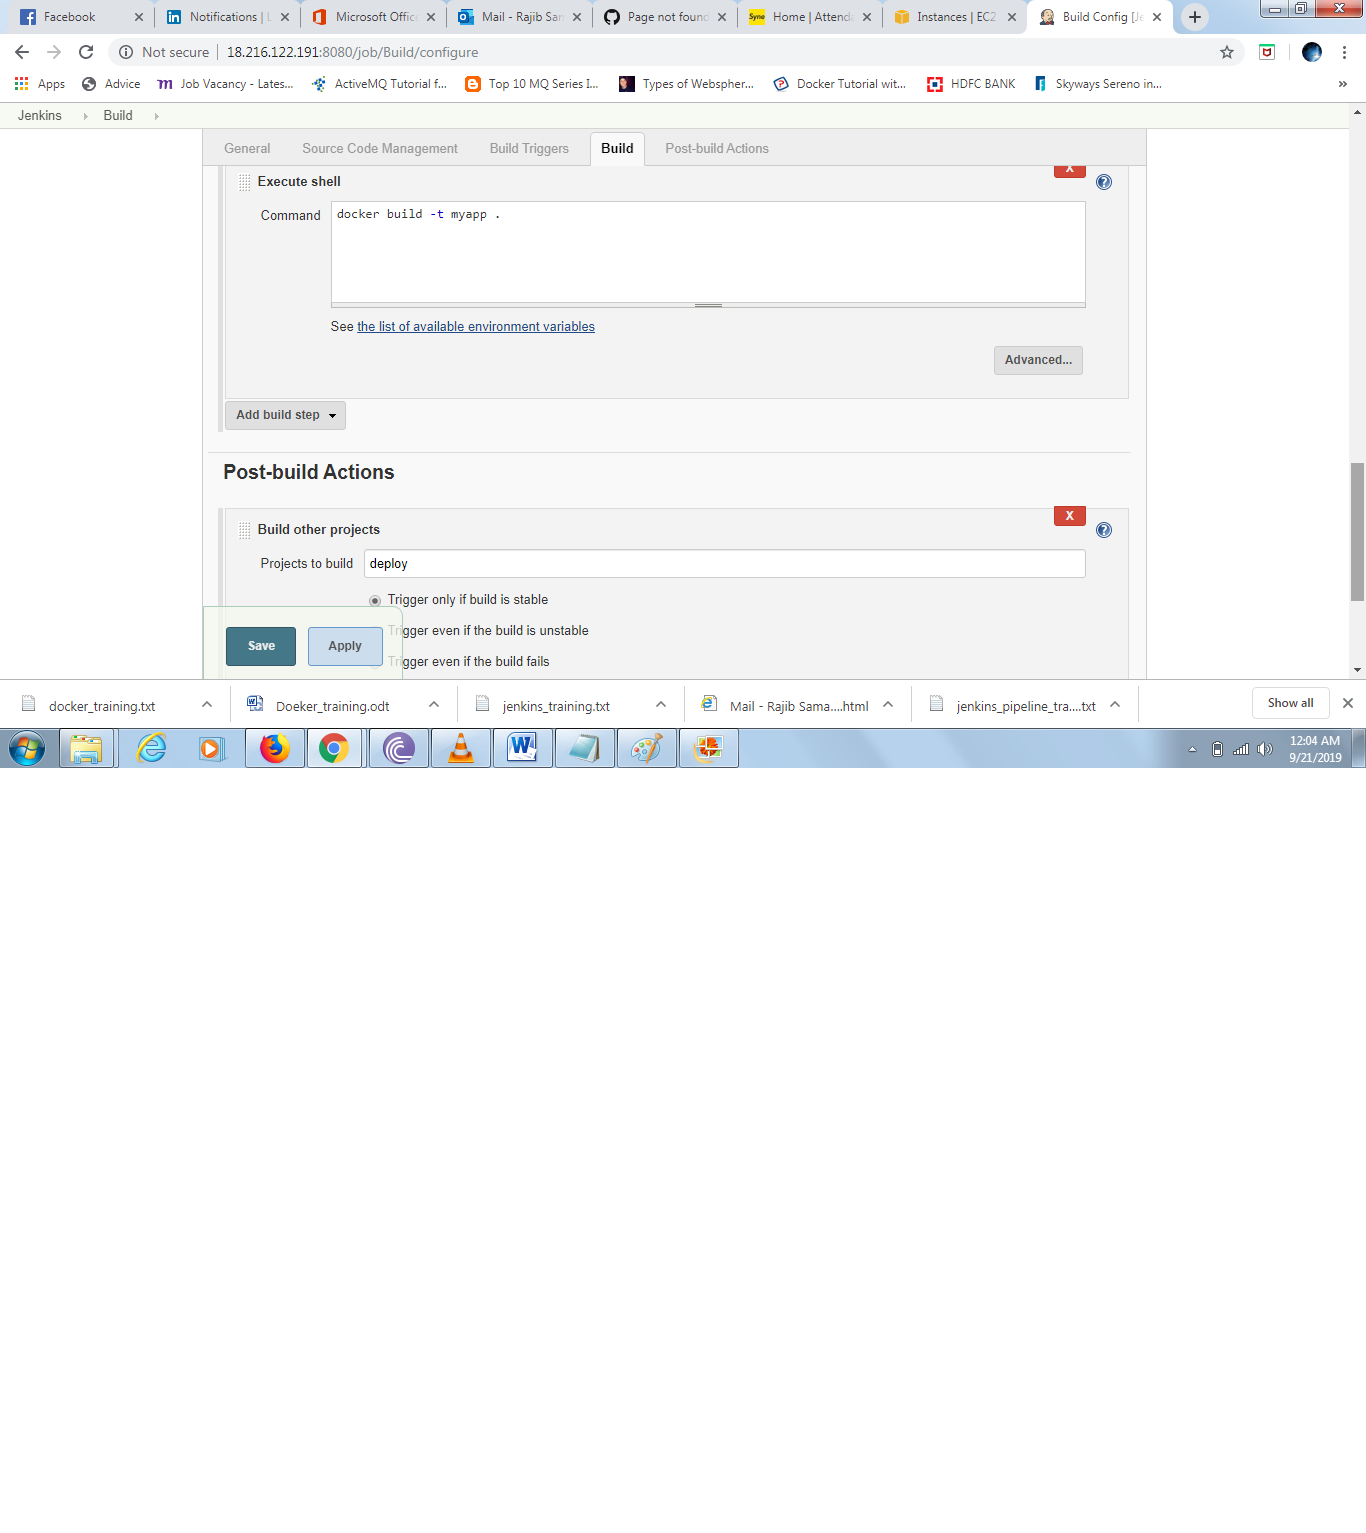 Facebook
Notifications | L
Microsoft Offic
Mail - Rajib Sam
Page not found
Syne Home | Attenda
Instances | EC2
Build Config [Je
Not secure | 18.216.122.191:8080/job/Build/configure
Apps
Advice
Job Vacancy - Lates...
ActiveMQ Tutorial f...
Top 10 MQ Series I...
Types of Webspher...
Docker Tutorial wit...
HDFC BANK
Skyways Sereno in...
»
Jenkins
Build
General
Source Code Management
Build Triggers
Build
Post-build Actions
Execute shell
X
Command
docker build -t myapp .
See the list of available environment variables
Advanced...
Add build step
Post-build Actions
Build other projects
X
Projects to build
deploy
Trigger only if build is stable
Trigger even if the build is unstable
Trigger even if the build fails
Save
Apply
docker_training.txt
Doeker_training.odt
jenkins_training.txt
Mail - Rajib Sama....html
jenkins_pipeline_tra....txt
Show all
12:04 AM
9/21/2019